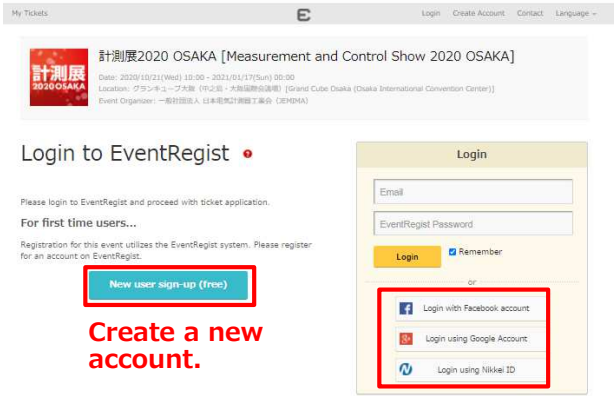 My Tickets
E
Login Create Account Contact Language
計測展
2020 OSAKA
計測展2020 OSAKA [Measurement and Control Show 2020 OSAKA]
Date: 2020/10/21(Wed) 10:00 - 2021/01/17(Sun) 00:00
Location: グランキューブ大阪 (中之島・大阪国際会議場) [Grand Cube Osaka (Osaka International Convention Center)]
Event Organizer: 一般社団法人 日本電気計測器工業会 (JEMIMA)
Login to EventRegist
Please login to EventRegist and proceed with ticket application.
For first time users...
Registration for this event utilizes the EventRegist system. Please register
for an account on EventRegist.
New user sign-up (free)
Create a new
account.
Login
Email
EventRegist Password
Login
Remember
or
Login with Facebook account
Login using Google Account
Login using Nikkei ID